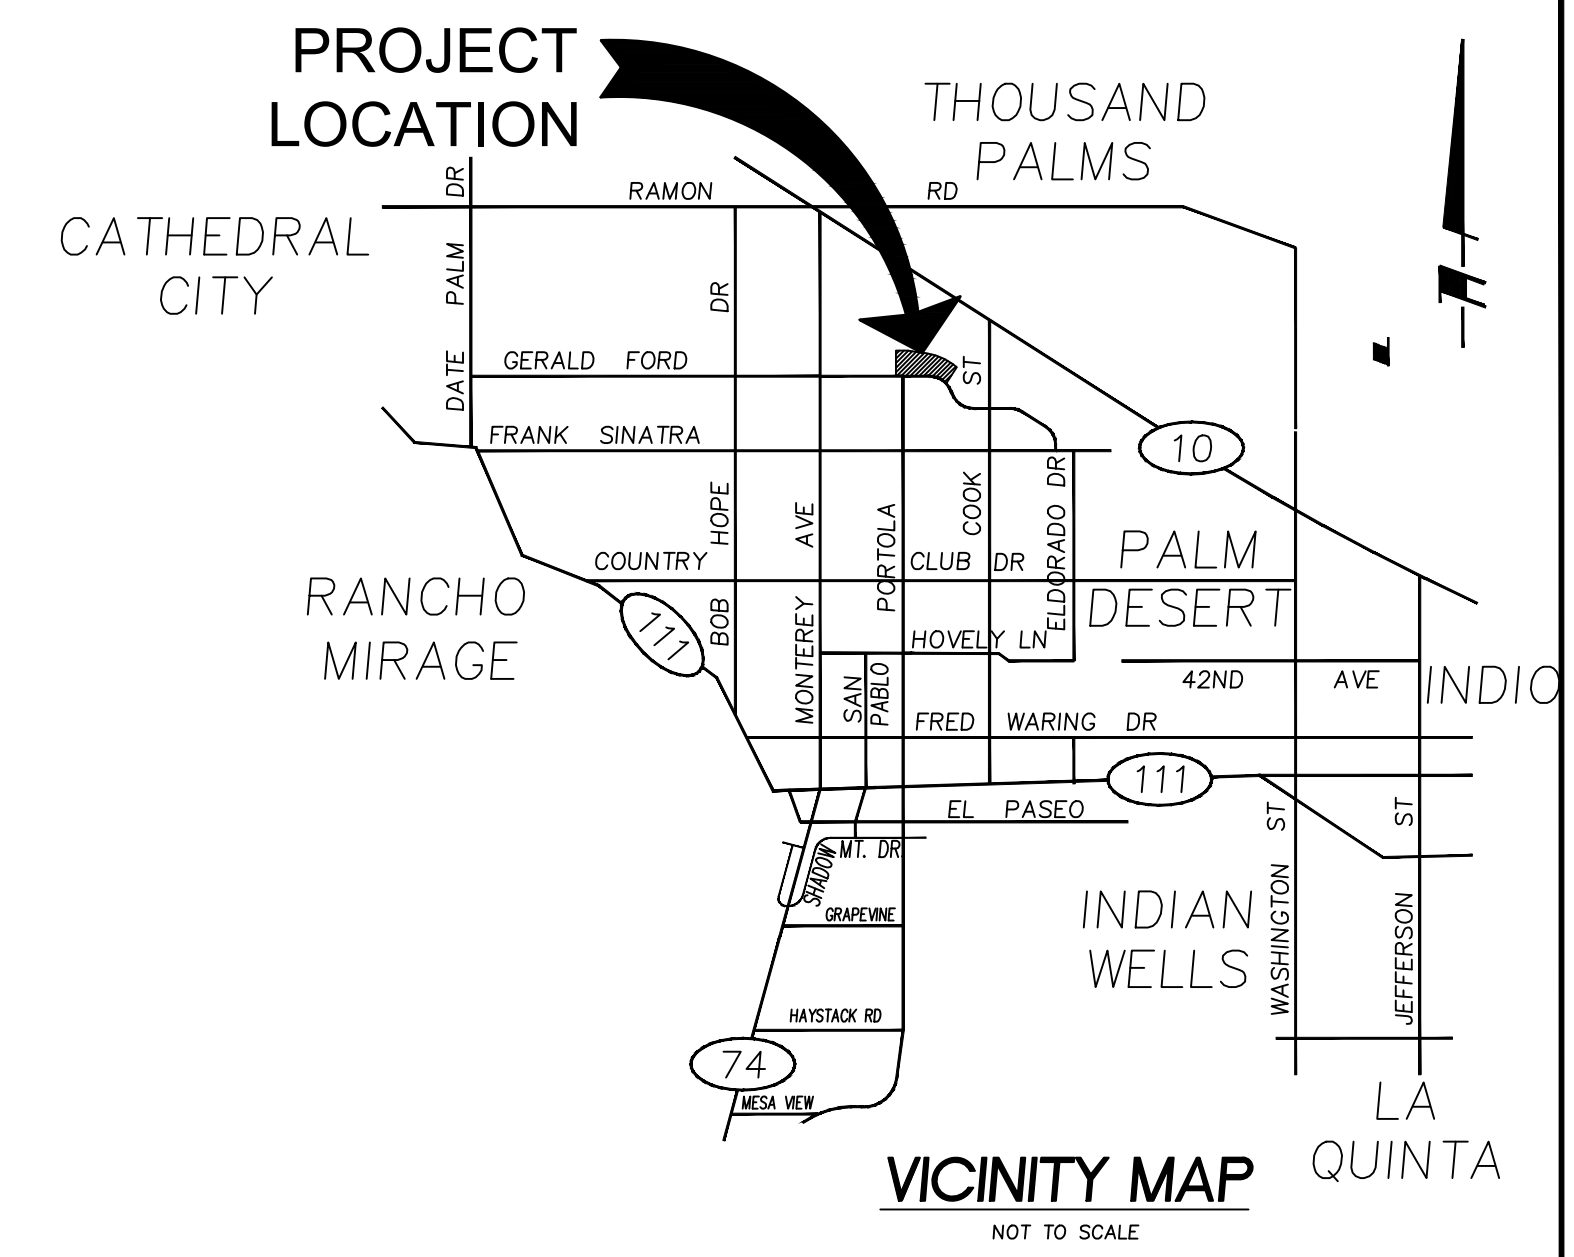 PROJECT
LOCATION
THOUSAND
PALMS
RAMON RD
CATHEDRAL
CITY
DATE PALM DR
GERALD FORD
FRANK SINATRA
BOB HOPE DR
MONTEREY AVE
PORTOLA
COOK ST
ELDORADO DR
10
COUNTRY CLUB DR
PALM
DESERT
RANCHO
MIRAGE
111
HOVELY LN
SAN
PABLO
42ND AVE
INDIO
FRED WARING DR
111
EL PASEO
SHADOW MT. DR.
GRAPEVINE
WASHINGTON ST
JEFFERSON ST
INDIAN
WELLS
HAYSTACK RD
74
MESA VIEW
LA
QUINTA
VICINITY MAP
NOT TO SCALE